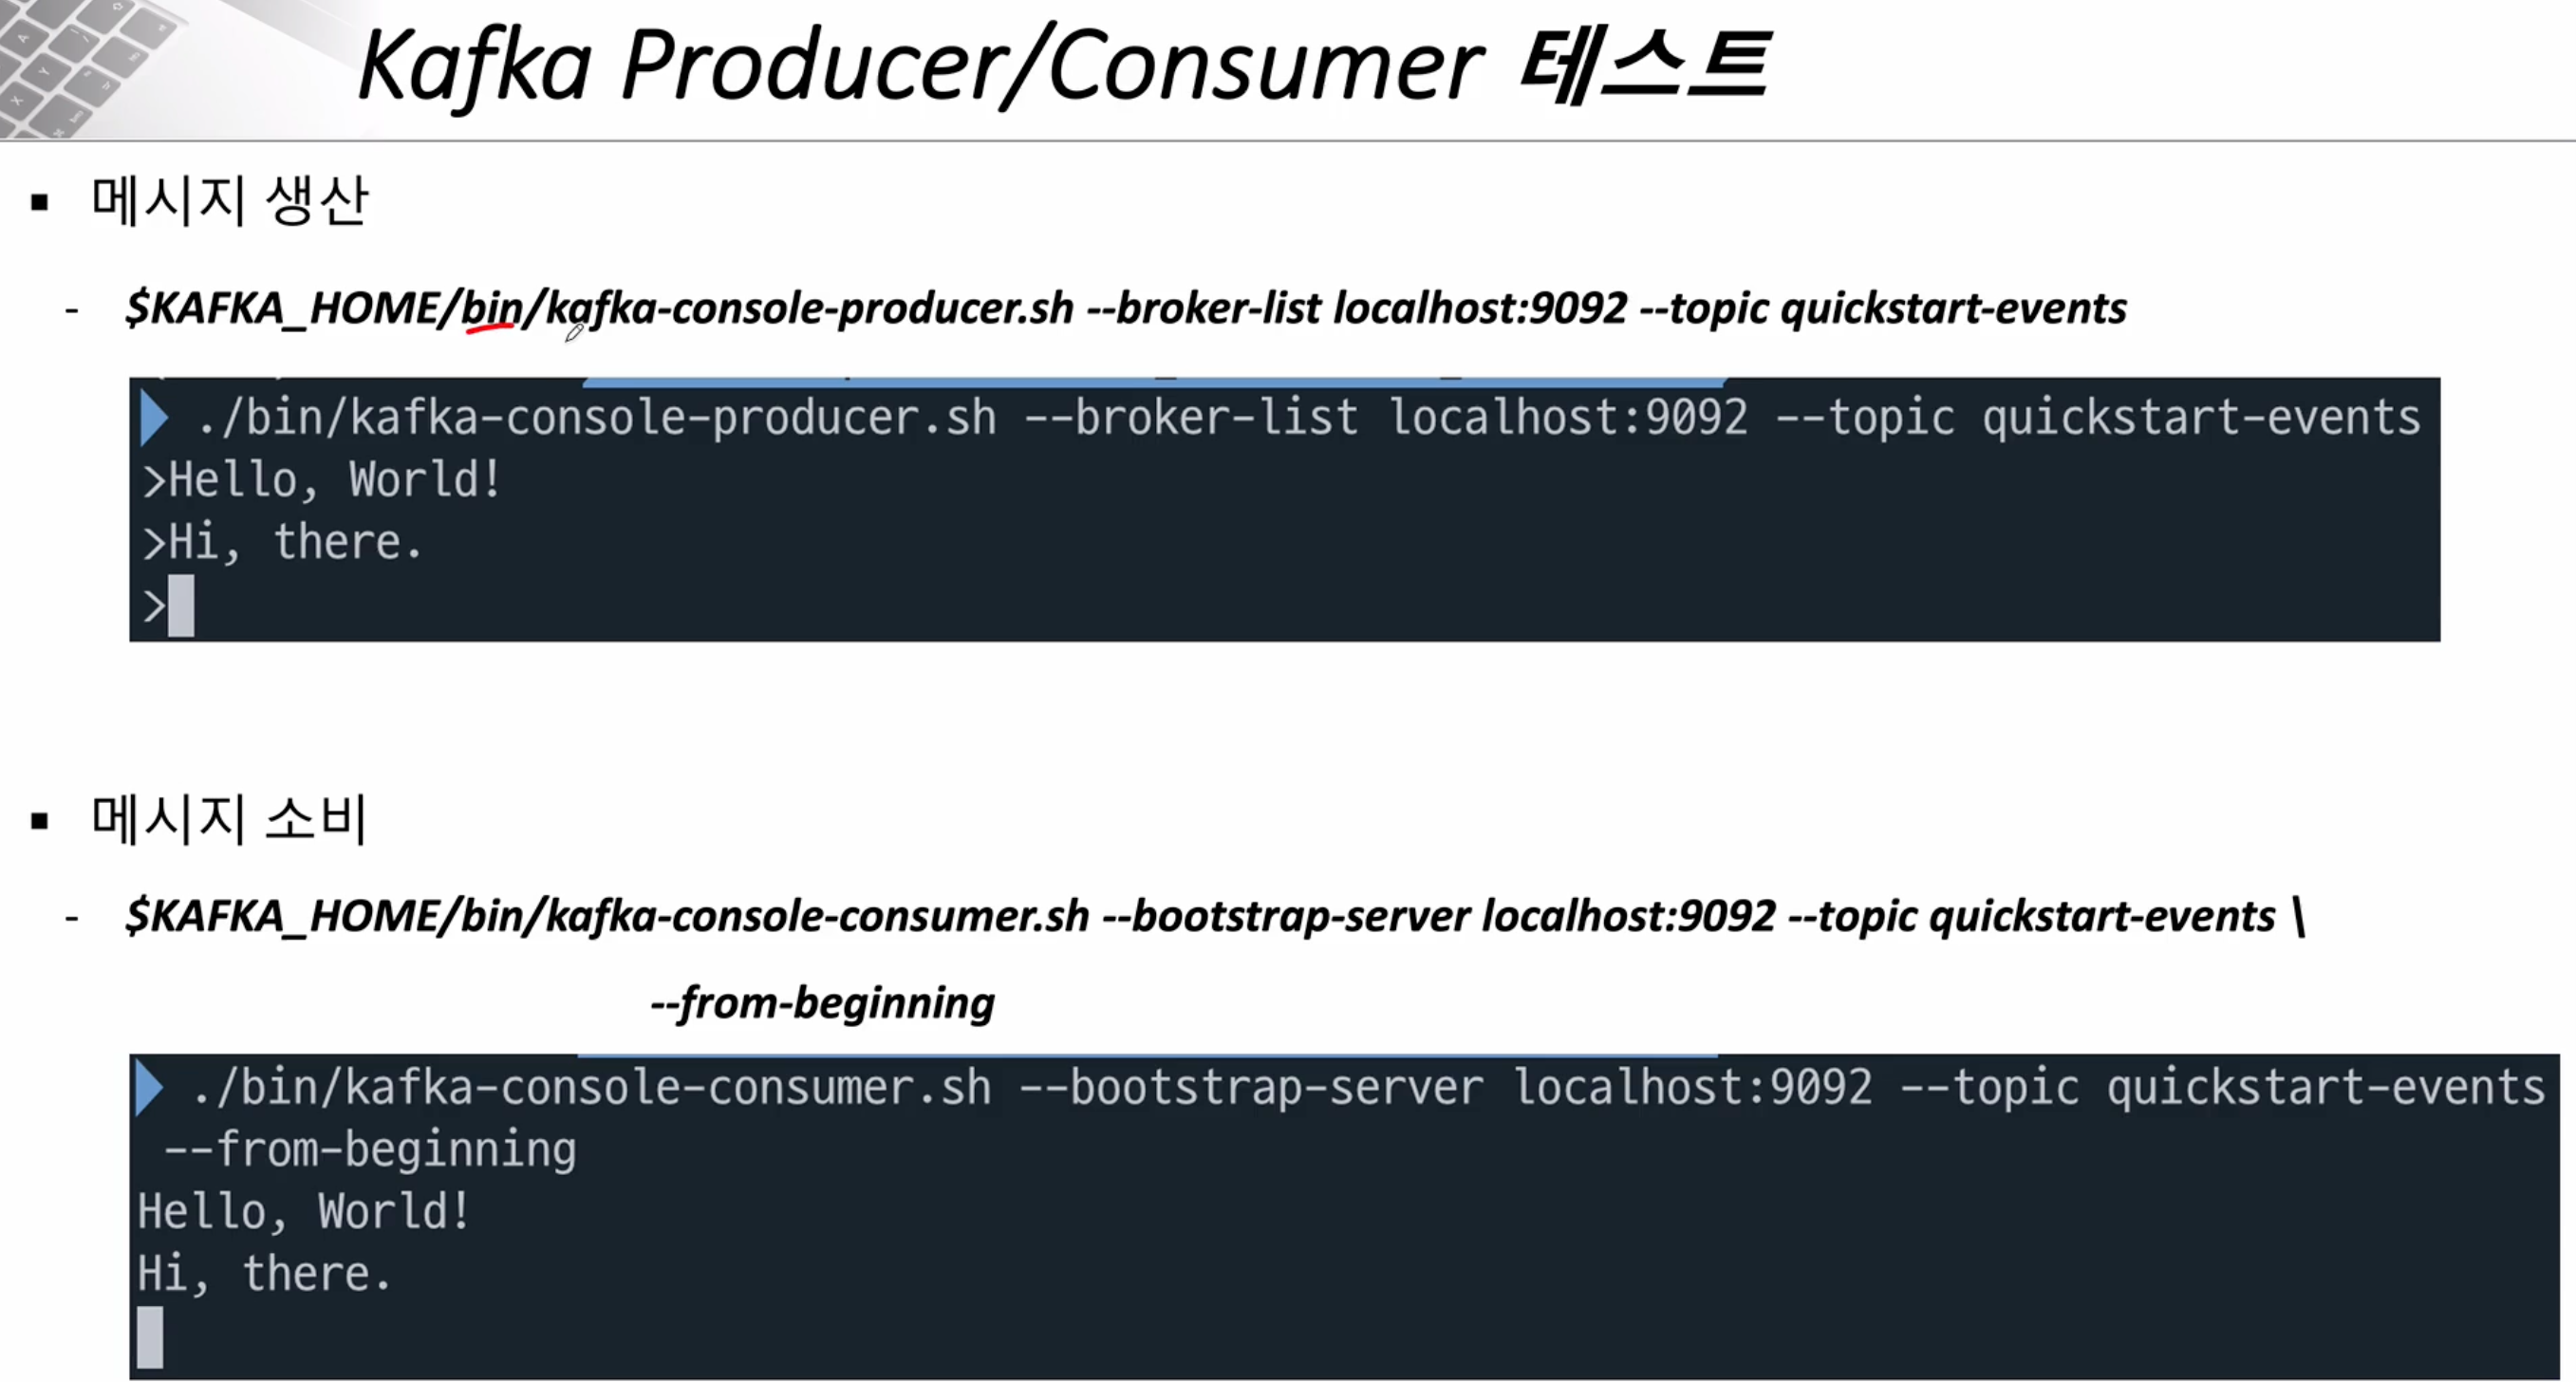 Kafka Producer/Consumer 테스트
▪ 메시지 생산
- $KAFKA_HOME/bin/kafka-console-producer.sh --broker-list localhost:9092 --topic quickstart-events
./bin/kafka-console-producer.sh --broker-list localhost:9092 --topic quickstart-events
>Hello, World!
>Hi, there.
>
▪ 메시지 소비
- $KAFKA_HOME/bin/kafka-console-consumer.sh --bootstrap-server localhost:9092 --topic quickstart-events \
--from-beginning
./bin/kafka-console-consumer.sh --bootstrap-server localhost:9092 --topic quickstart-events
--from-beginning
Hello, World!
Hi, there.